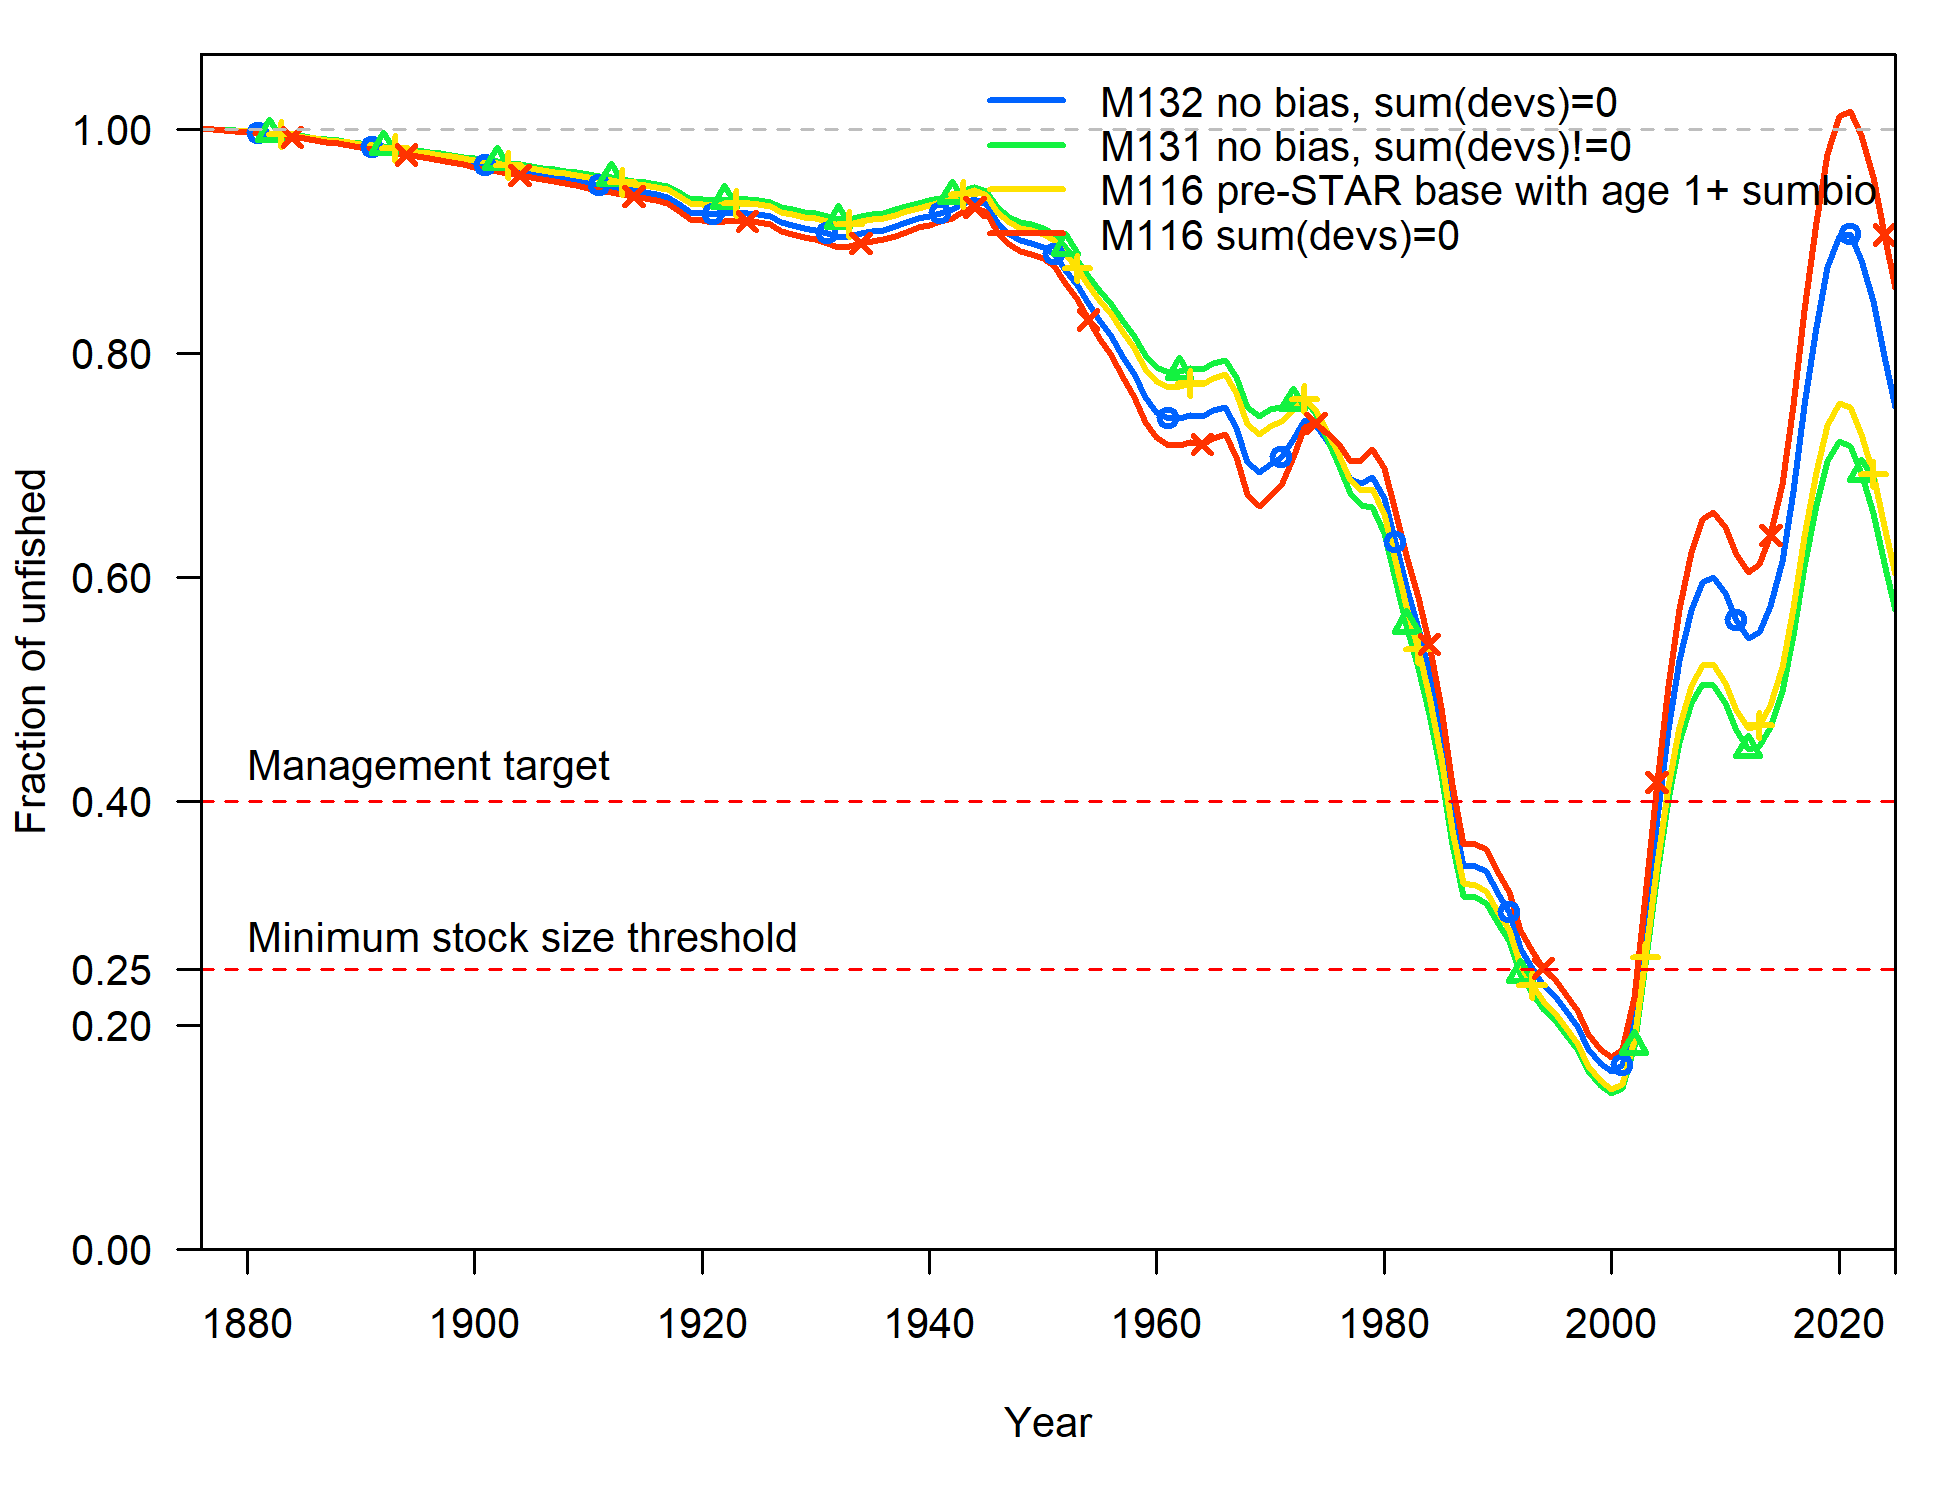 M132 no bias, sum(devs)=0
M131 no bias, sum(devs)!=0
M116 pre-STAR base with age 1+ sumbio
M116 sum(devs)=0
Fraction of unfished
1.00
0.80
0.60
0.40
0.25
0.20
0.00
Management target
Minimum stock size threshold
1880 1900 1920 1940 1960 1980 2000 2020
Year